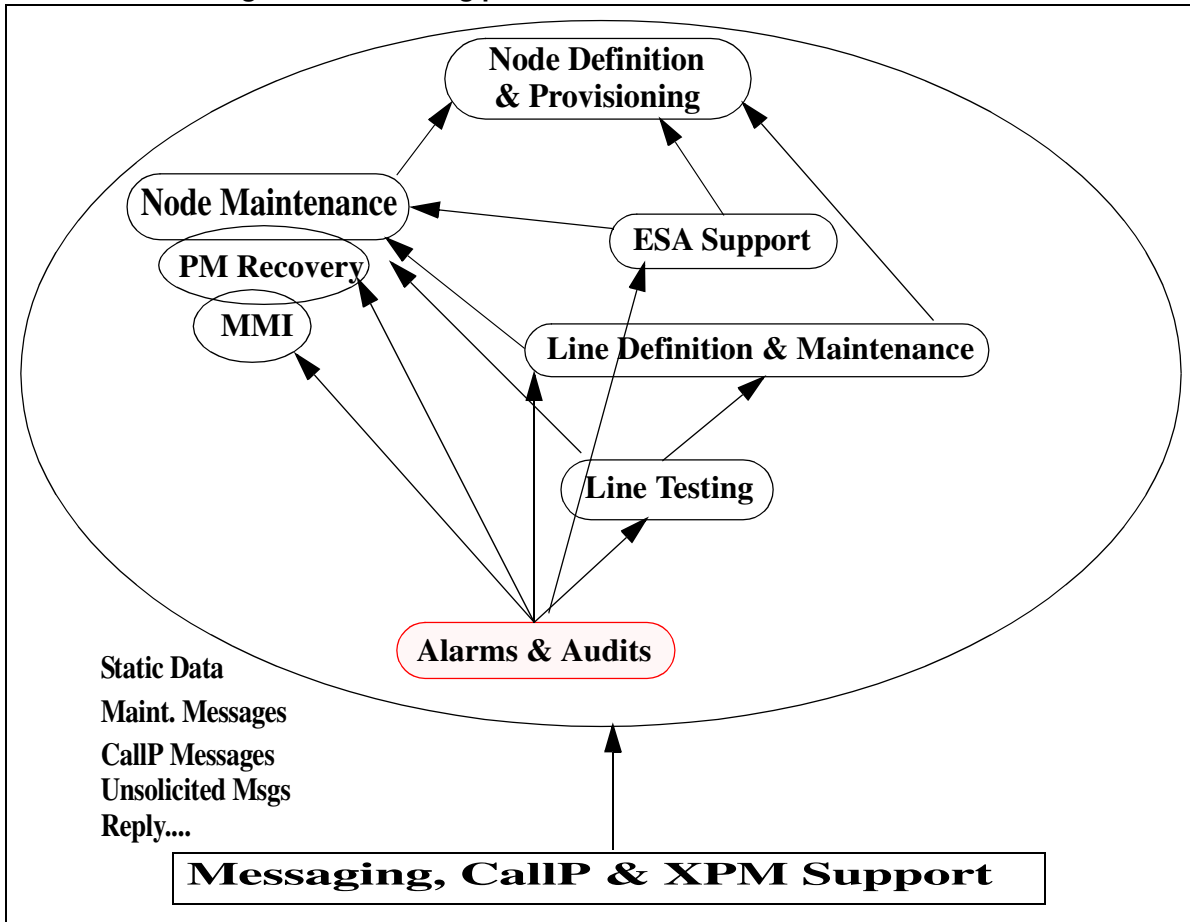 Node Definition
& Provisioning
Node Maintenance
ESA Support
PM Recovery
MMI
Line Definition & Maintenance
Line Testing
Alarms & Audits
Static Data
Maint. Messages
CallP Messages
Unsolicited Msgs
Reply....
Messaging, CallP & XPM Support